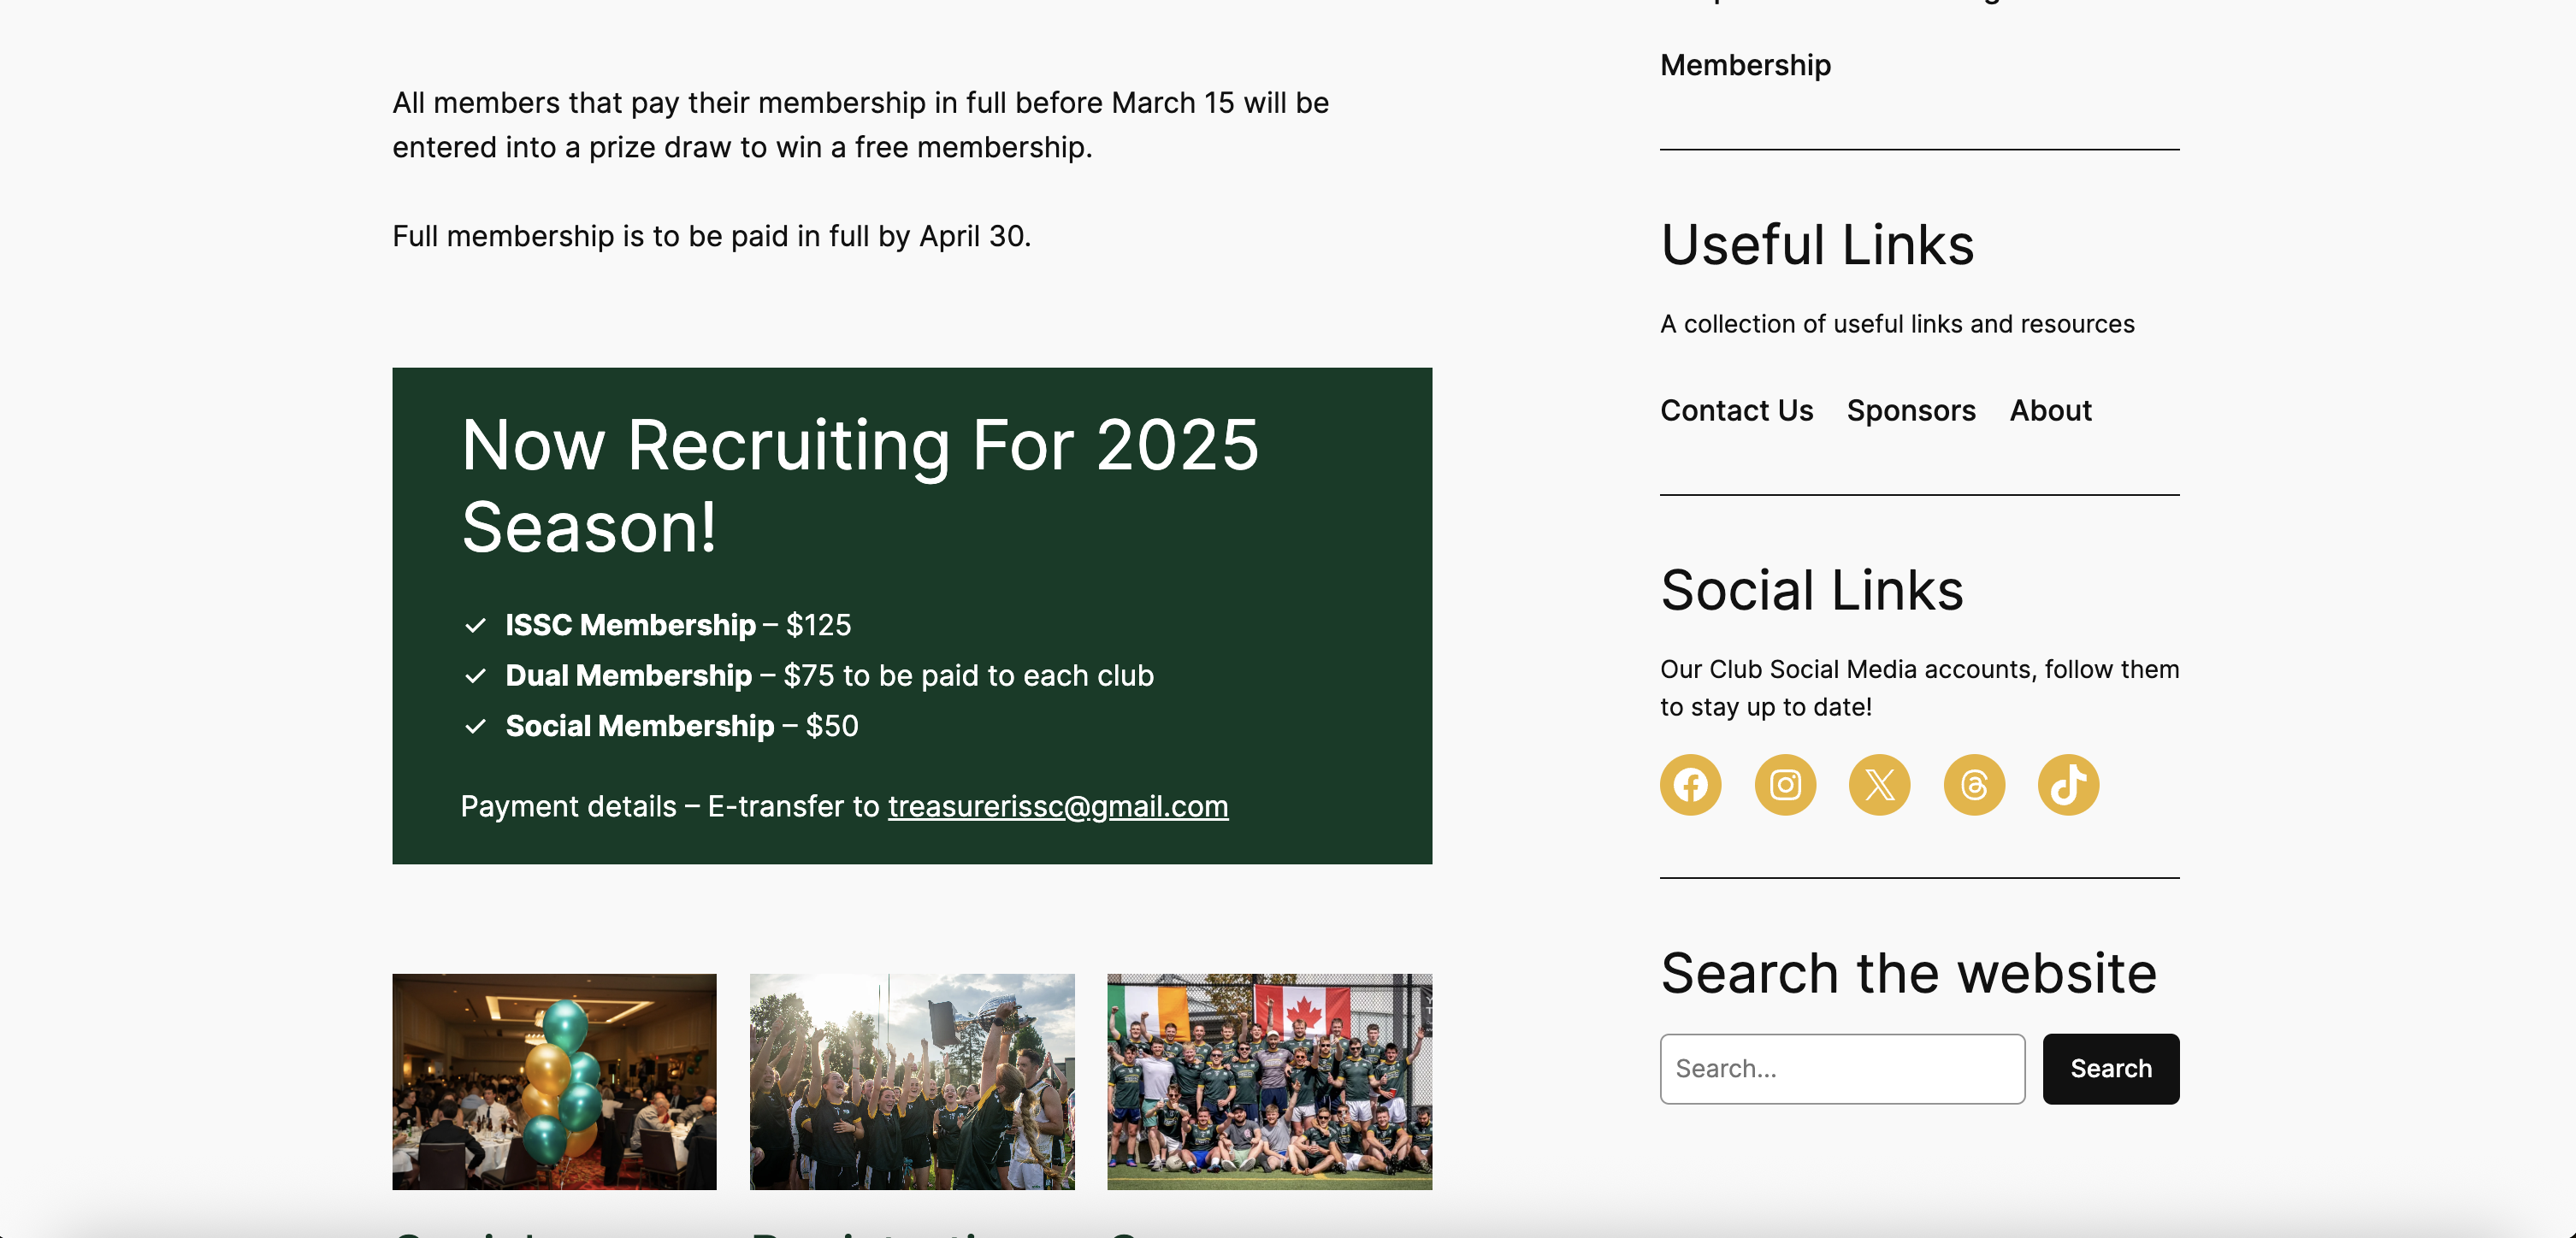 Membership
All members that pay their membership in full before March 15 will be
entered into a prize draw to win a free membership.
Full membership is to be paid in full by April 30.
Now Recruiting For 2025
Season!
ISSC Membership – $125
Dual Membership – $75 to be paid to each club
Social Membership – $50
Payment details – E-transfer to treasurerissc@gmail.com
Useful Links
A collection of useful links and resources
Contact Us Sponsors About
Social Links
Our Club Social Media accounts, follow them
to stay up to date!
Search the website
Search...
Search